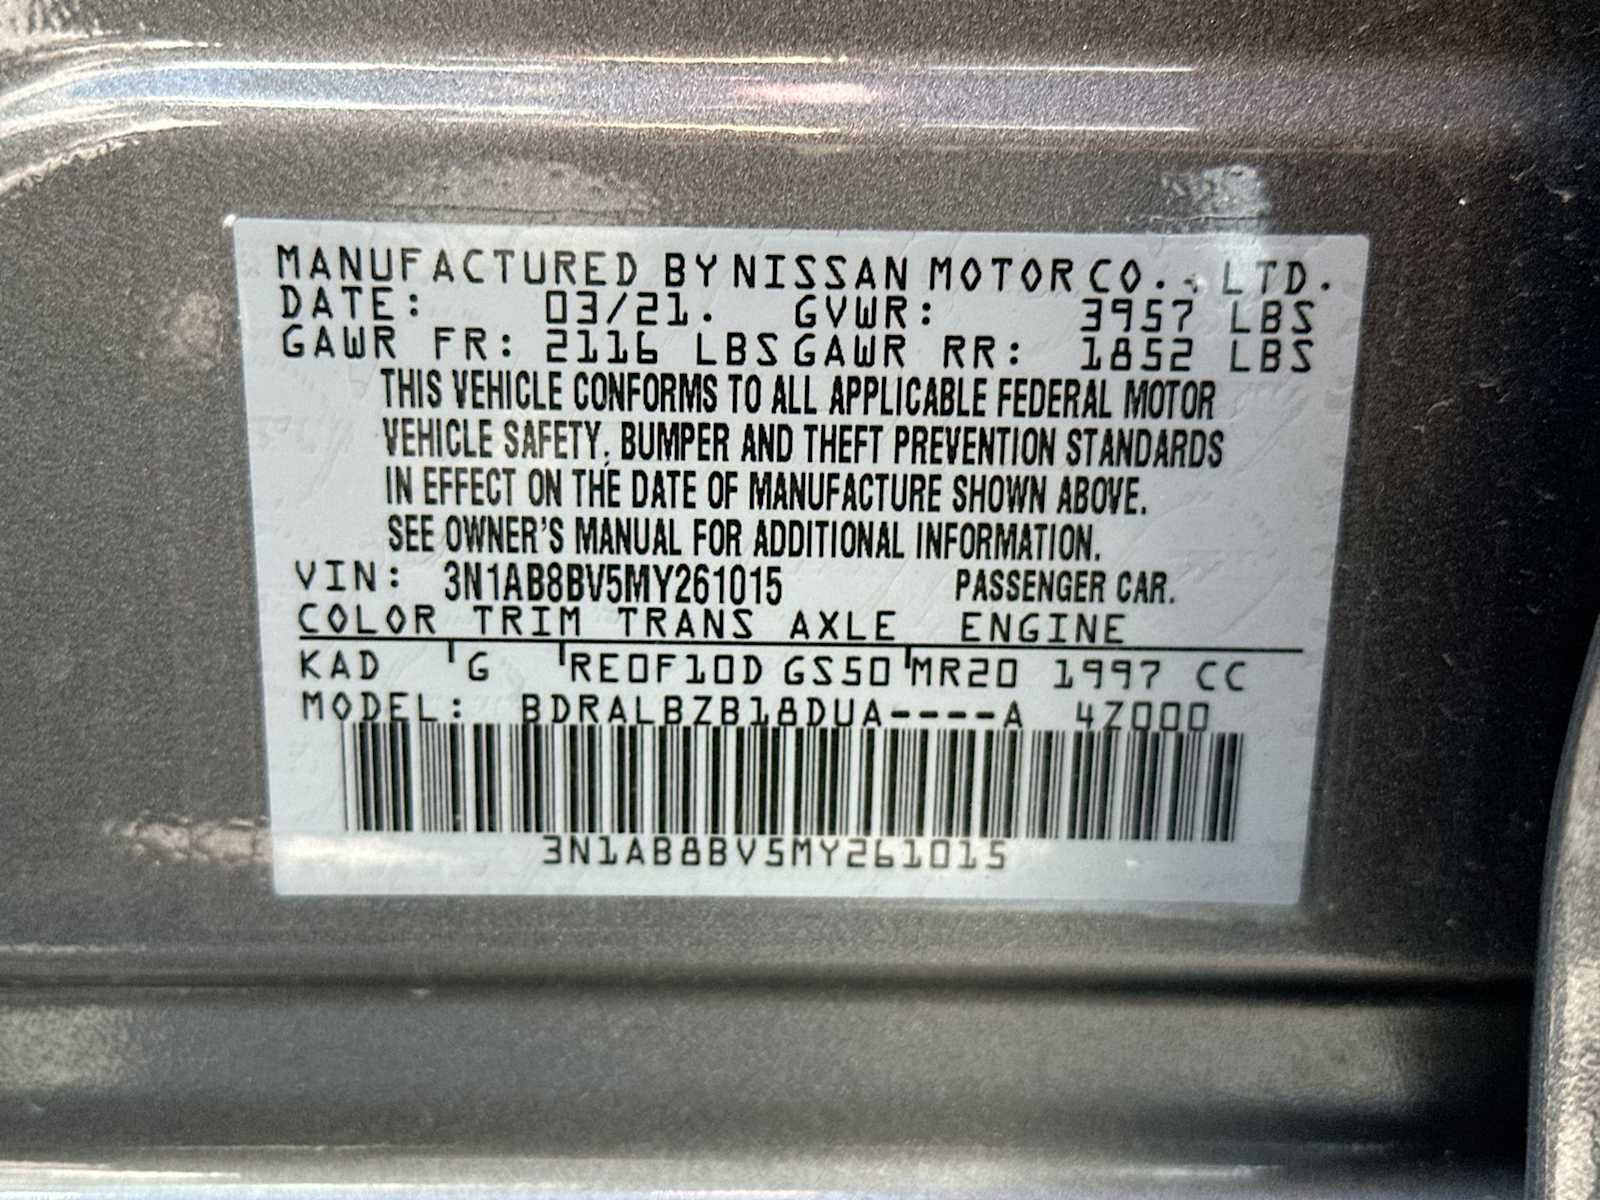 MANUFACTURED BY NISSAN MOTOR CO., LTD.
DATE: 03/21. GVWR: 3957 LBS
GAWR FR: 2116 LBS GAWR RR: 1852 LBS
THIS VEHICLE CONFORMS TO ALL APPLICABLE FEDERAL MOTOR
VEHICLE SAFETY, BUMPER AND THEFT PREVENTION STANDARDS
IN EFFECT ON THE DATE OF MANUFACTURE SHOWN ABOVE.
SEE OWNER'S MANUAL FOR ADDITIONAL INFORMATION.
VIN: 3N1AB8BV5MY261015 PASSENGER CAR.
COLOR TRIM TRANS AXLE ENGINE
KAD G RE0F10D GS50 MR20 1997 CC
MODEL: BDRALBZB18DUA----A 4Z000
3N1AB8BV5MY261015